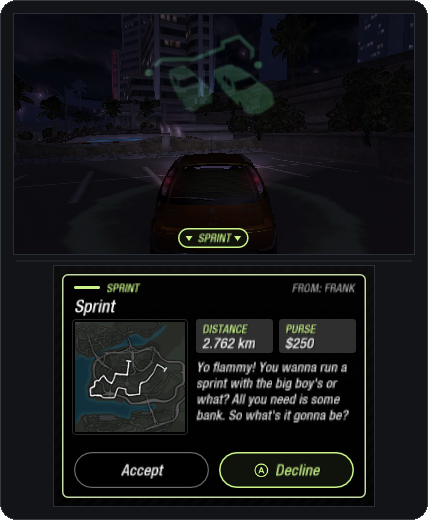 SPRINT
SPRINT
FROM: FRANK
Sprint
DISTANCE
2.762 km
PURSE
$250
Yo flammy! You wanna run a
sprint with the big boy's or
what? All you need is some
bank. So what's it gonna be?
Accept
A Decline